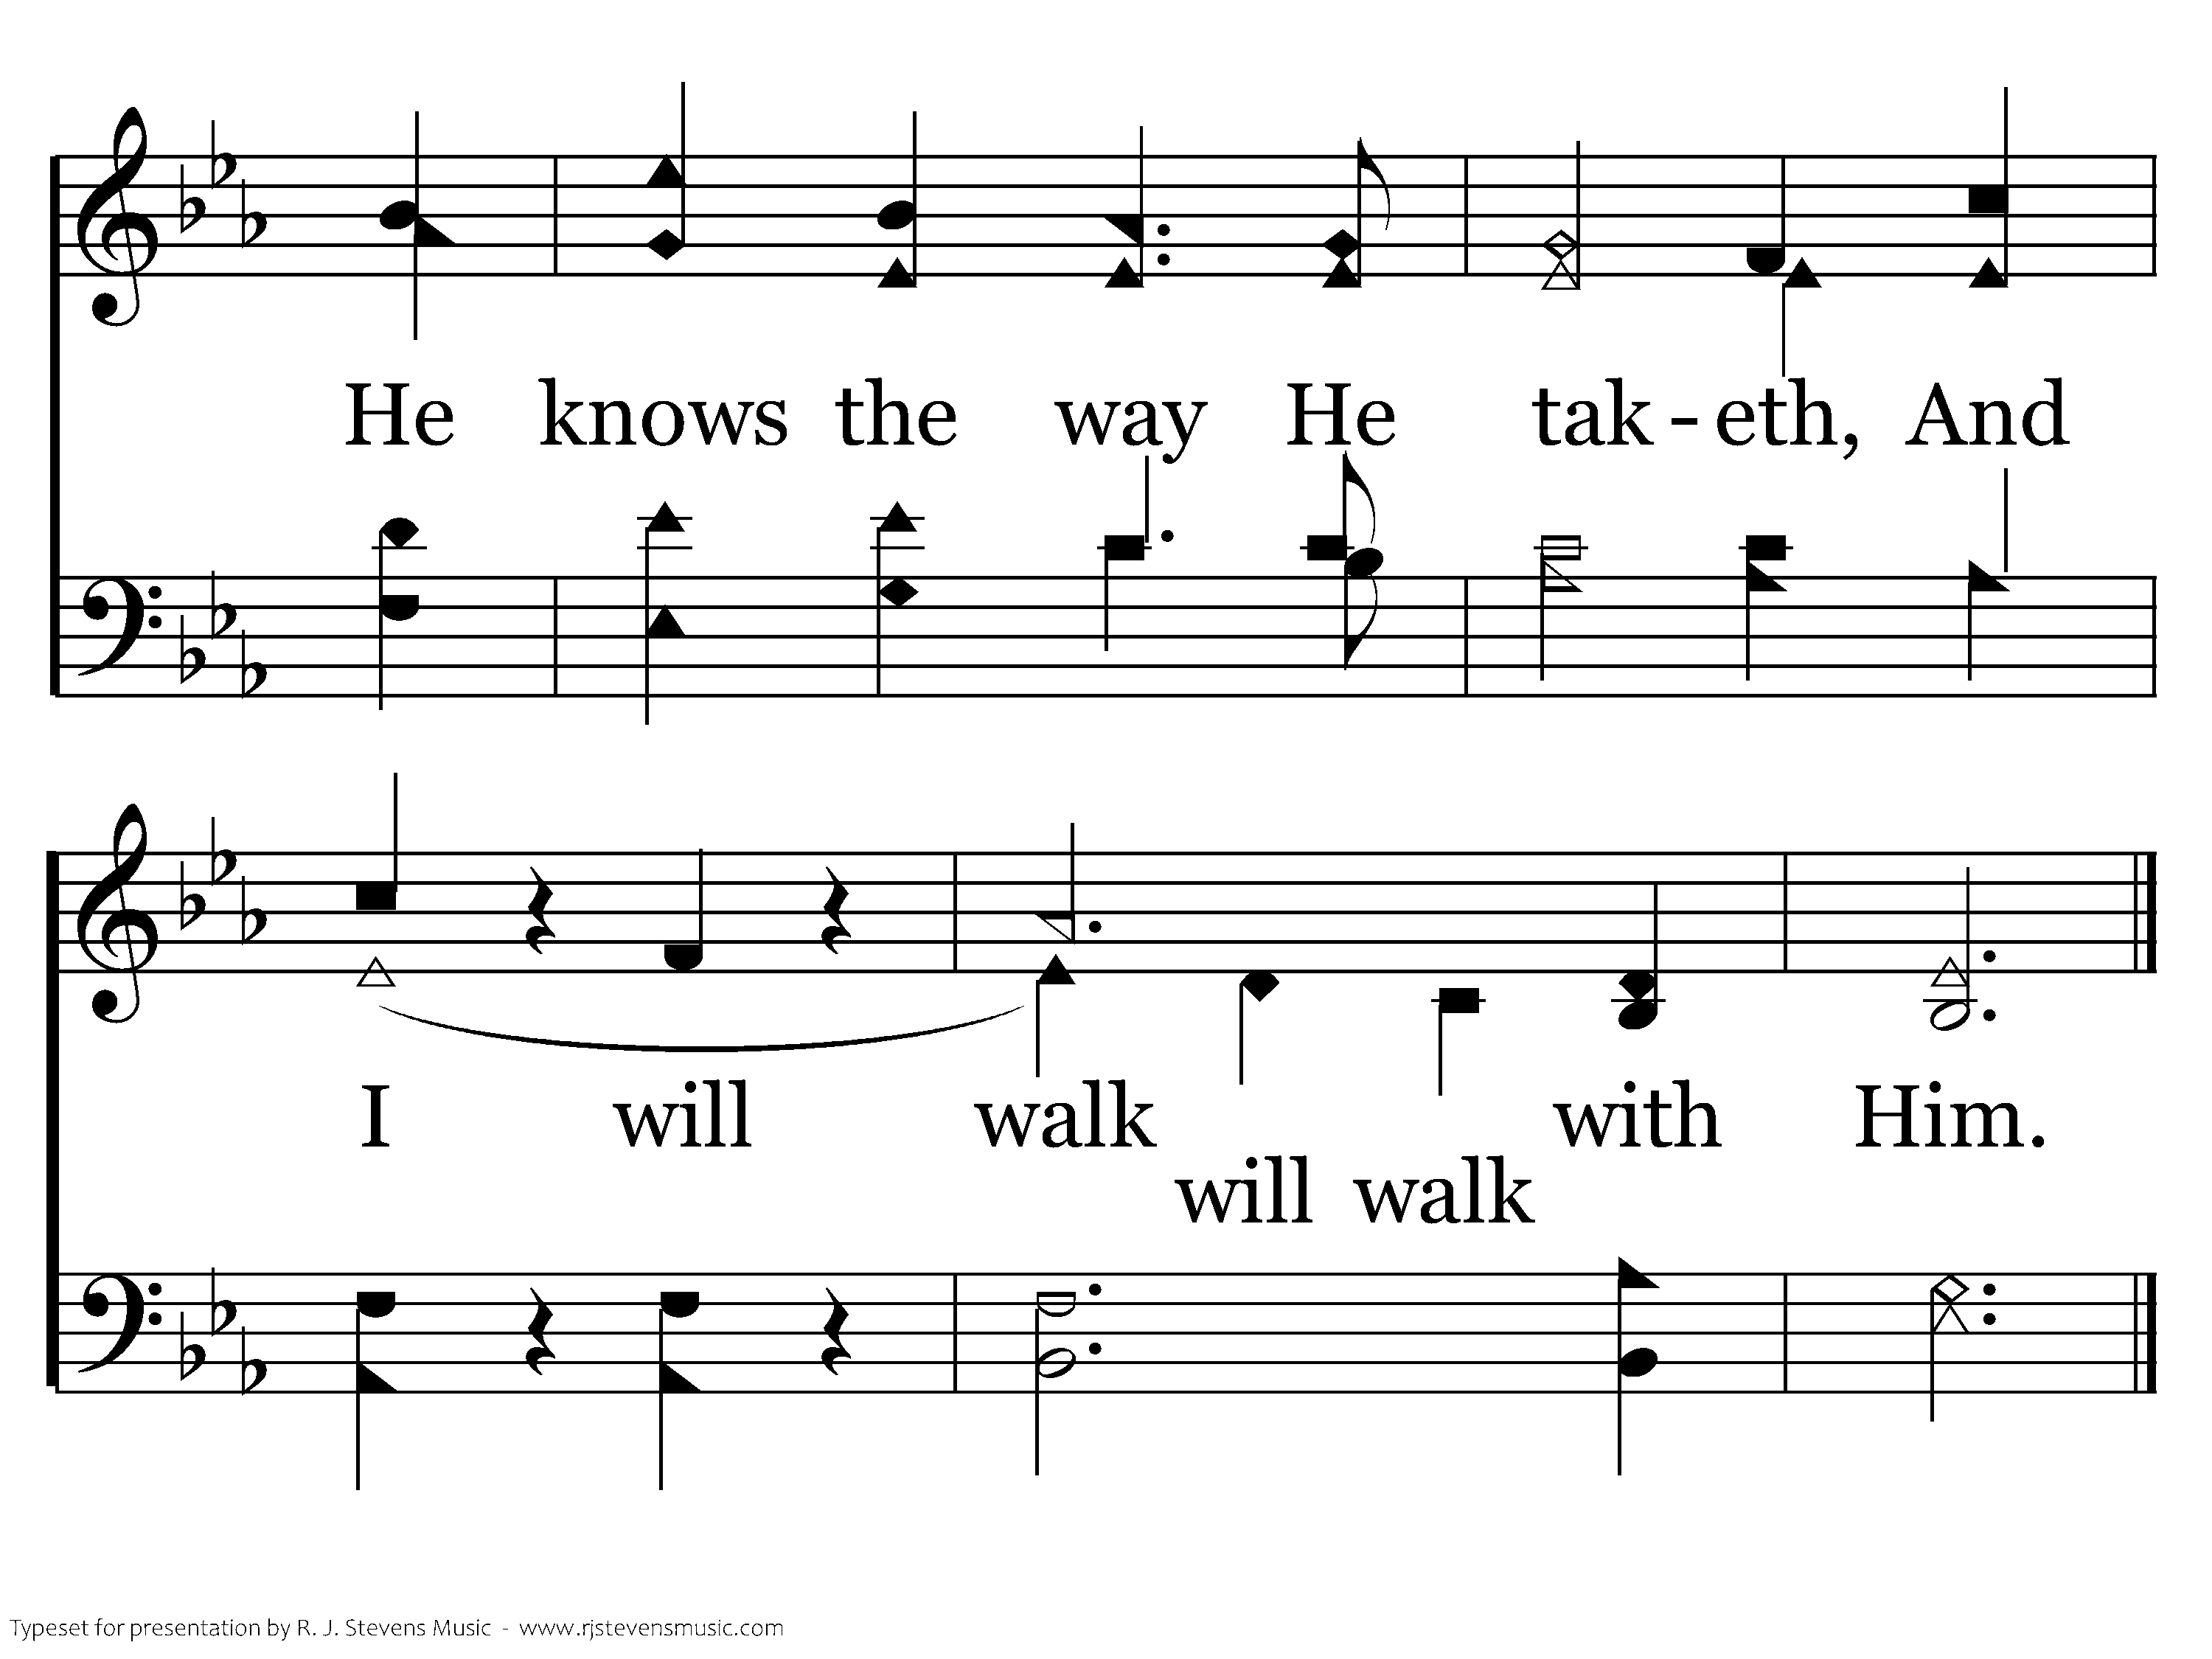 He knows the way He tak - eth, And
I will walk with Him.
will walk
Typeset for presentation by R. J. Stevens Music - www.rjstevensmusic.com